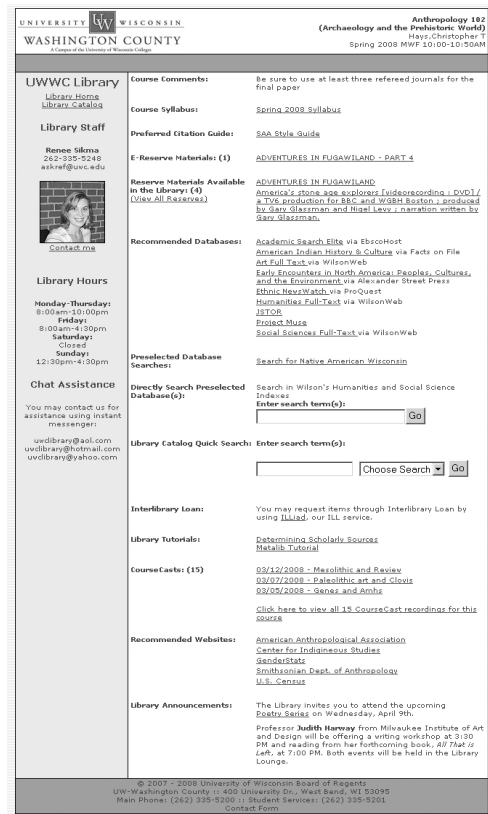 UNIVERSITY UW WISCONSIN
WASHINGTON COUNTY
A Campus of the University of Wisconsin Colleges
Anthropology 102
(Archaeology and the Prehistoric World)
Hays,Christopher T
Spring 2008 MWF 10:00-10:50AM
UWWC Library
Library Home
Library Catalog
Library Staff
Renee Sikma
262-335-5248
askref@uwc.edu
Contact me
Library Hours
Monday-Thursday:
8:00am-10:00pm
Friday:
8:00am-4:30pm
Saturday:
Closed
Sunday:
12:30pm-4:30pm
Chat Assistance
You may contact us for
assistance using instant
messenger:
uwclibrary@aol.com
uwclibrary@hotmail.com
uwclibrary@yahoo.com
Course Comments:
Be sure to use at least three refereed journals for the
final paper
Course Syllabus:
Spring 2008 Syllabus
Preferred Citation Guide:
SAA Style Guide
E-Reserve Materials: (1)
ADVENTURES IN FUGAWILAND - PART 4
Reserve Materials Available
in the Library: (4)
(View All Reserves)
ADVENTURES IN FUGAWILAND
America's stone age explorers [videorecording : DVD] /
a TV6 production for BBC and WGBH Boston ; produced
by Gary Glassman and Nigel Levy ; narration written by
Gary Glassman.
Recommended Databases:
Academic Search Elite via EbscoHost
American Indian History & Culture via Facts on File
Art Full Text via WilsonWeb
Early Encounters in North America: Peoples, Cultures,
and the Environment via Alexander Street Press
Ethnic NewsWatch via ProQuest
Humanities Full-Text via WilsonWeb
JSTOR
Project Muse
Social Sciences Full-Text via WilsonWeb
Preselected Database
Searches:
Search for Native American Wisconsin
Directly Search Preselected
Database(s):
Search in Wilson's Humanities and Social Science
Indexes
Enter search term(s):
Go
Library Catalog Quick Search:
Enter search term(s):
Choose Search
Go
Interlibrary Loan:
You may request items through Interlibrary Loan by
using ILLiad, our ILL service.
Library Tutorials:
Determining Scholarly Sources
Metalib Tutorial
CourseCasts: (15)
03/12/2008 - Mesolithic and Review
03/07/2008 - Paleolithic art and Clovis
03/05/2008 - Genes and Amhs
Click here to view all 15 CourseCast recordings for this
course
Recommended Websites:
American Anthropological Association
Center for Indigineous Studies
GenderStats
Smithsonian Dept. of Anthropology
U.S. Census
Library Announcements:
The Library invites you to attend the upcoming
Poetry Series on Wednesday, April 9th.
Professor Judith Harway from Milwaukee Institute of Art
and Design will be offering a writing workshop at 3:30
PM and reading from her forthcoming book, All That is
Left, at 7:00 PM. Both events will be held in the Library
Lounge.
© 2007 - 2008 University of Wisconsin Board of Regents
UW-Washington County :: 400 University Dr., West Bend, WI 53095
Main Phone: (262) 335-5200 :: Student Services: (262) 335-5201
Contact Form